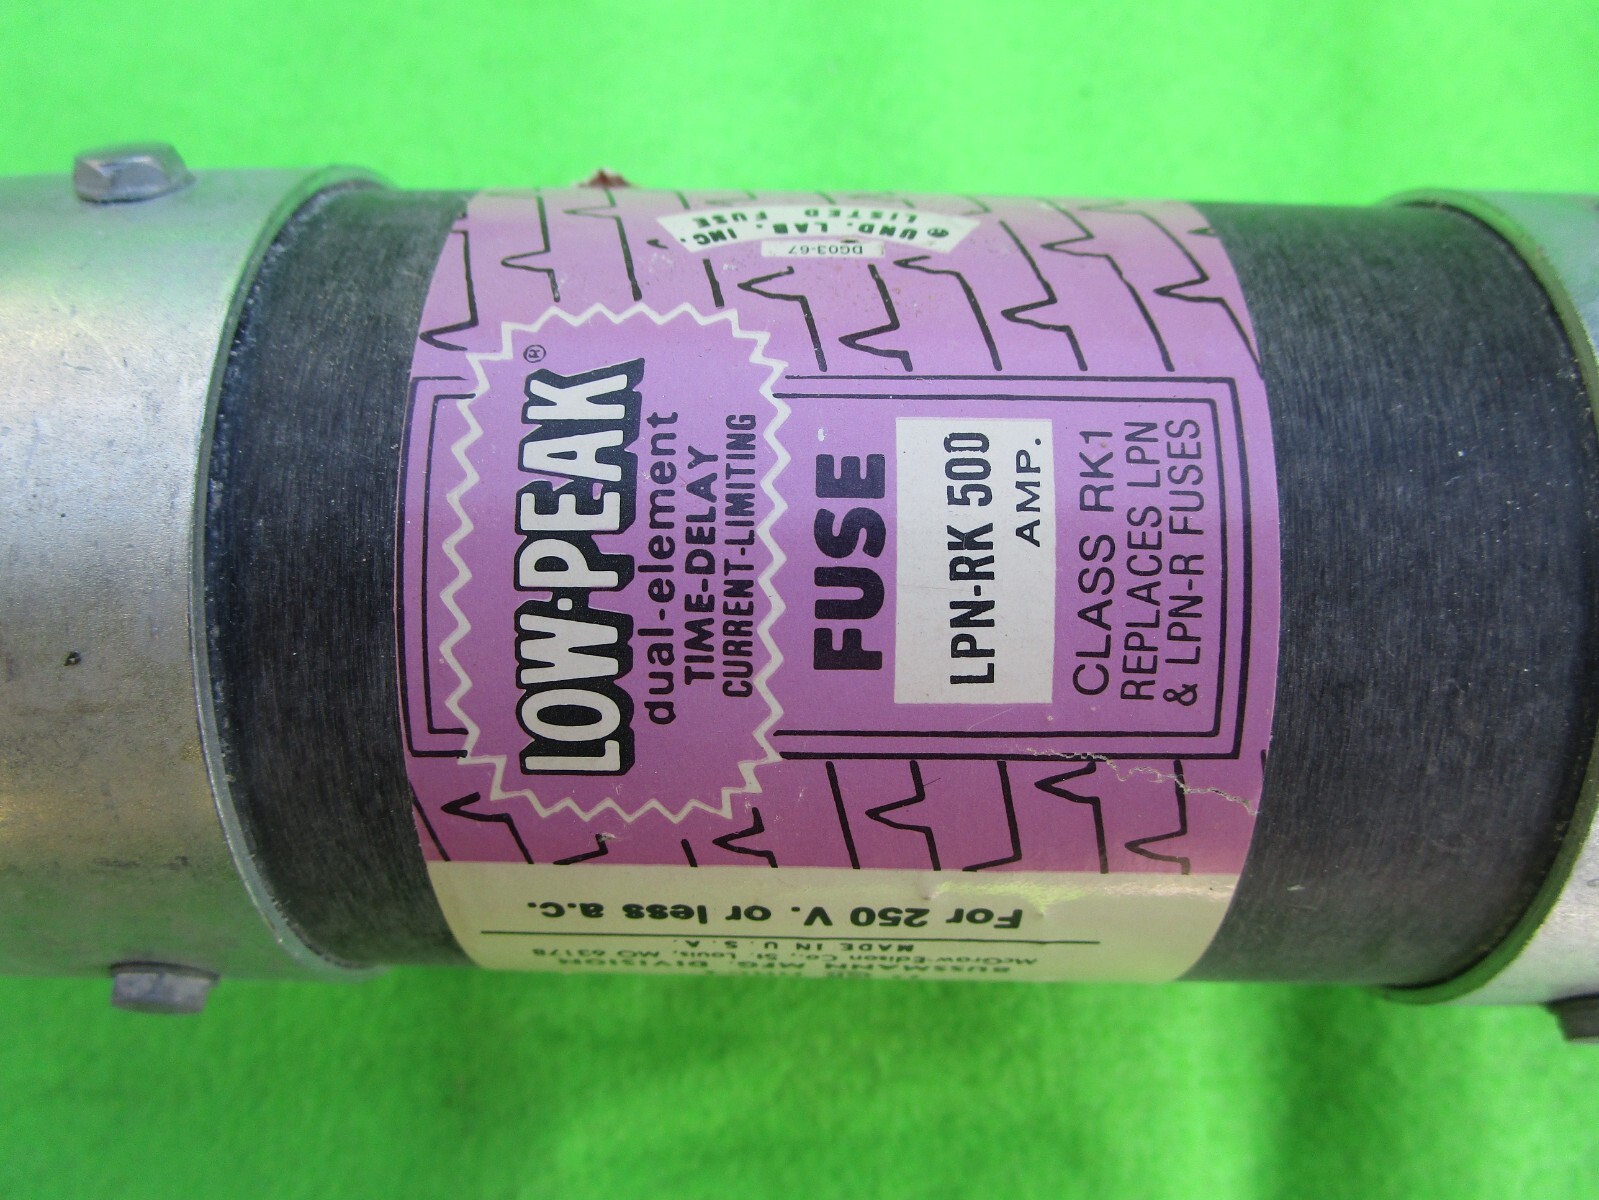 LOW-PEAK®
dual-element
TIME-DELAY
CURRENT-LIMITING
FUSE
LPN-RK 500
AMP.
CLASS RK1
REPLACES LPN
& LPN-R FUSES
® UND. LAB. INC.
LISTED FUSE
DG03-67
For 250 V. or less a.c.
MADE IN U.S.A.
McGraw-Edison Co., St. Louis, MO 63178
BUSSMANN MFG. DIVISION